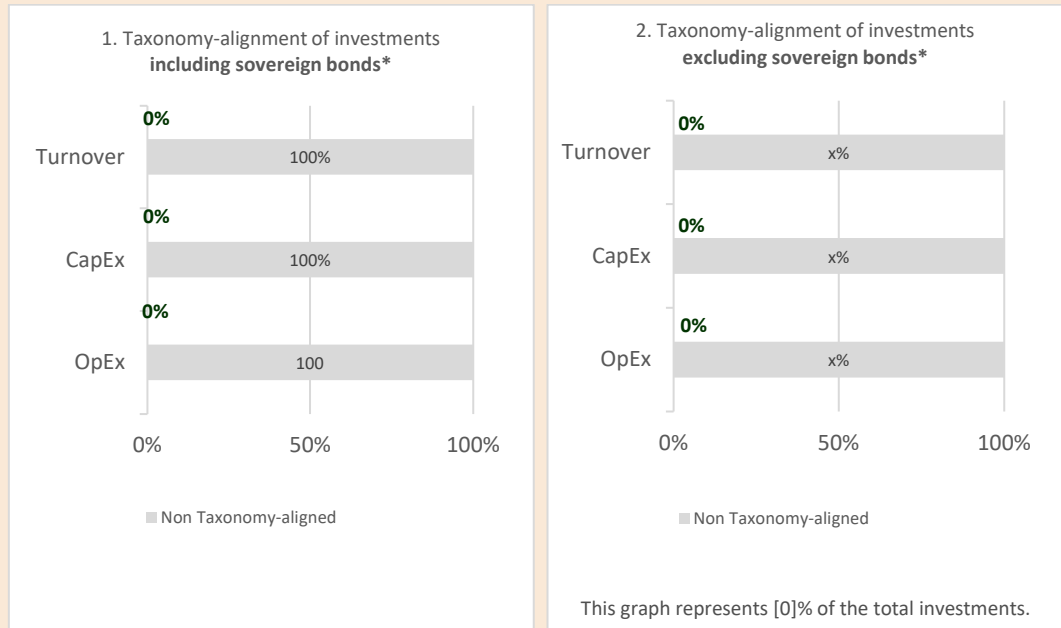 1. Taxonomy-alignment of investments
including sovereign bonds*
0%
Turnover
100%
0%
CapEx
100%
0%
OpEx
100
0%
50%
100%
Non Taxonomy-aligned
2. Taxonomy-alignment of investments
excluding sovereign bonds*
0%
Turnover
x%
0%
CapEx
x%
0%
OpEx
x%
0%
50%
100%
Non Taxonomy-aligned
This graph represents [0]% of the total investments.